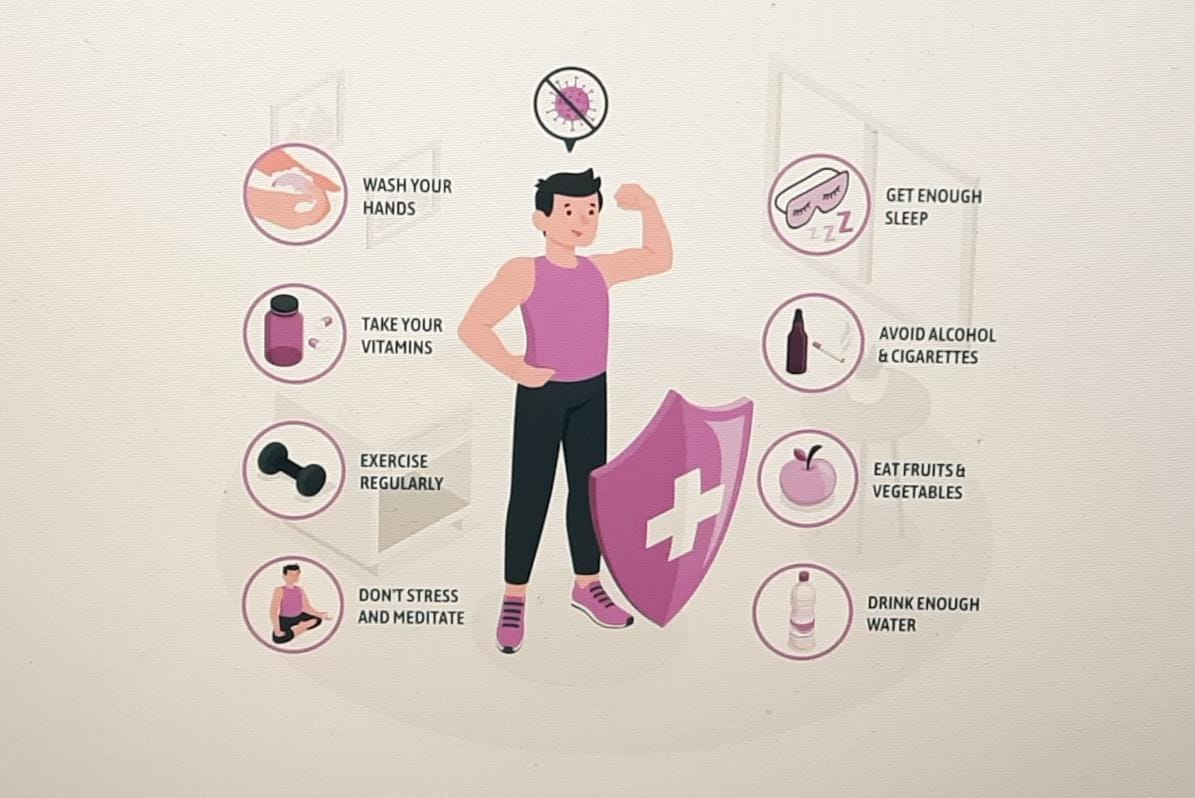 WASH YOUR
HANDS
TAKE YOUR
VITAMINS
EXERCISE
REGULARLY
DON'T STRESS
AND MEDITATE
Z
Z
Z
GET ENOUGH
SLEEP
AVOID ALCOHOL
& CIGARETTES
EAT FRUITS &
VEGETABLES
DRINK ENOUGH
WATER